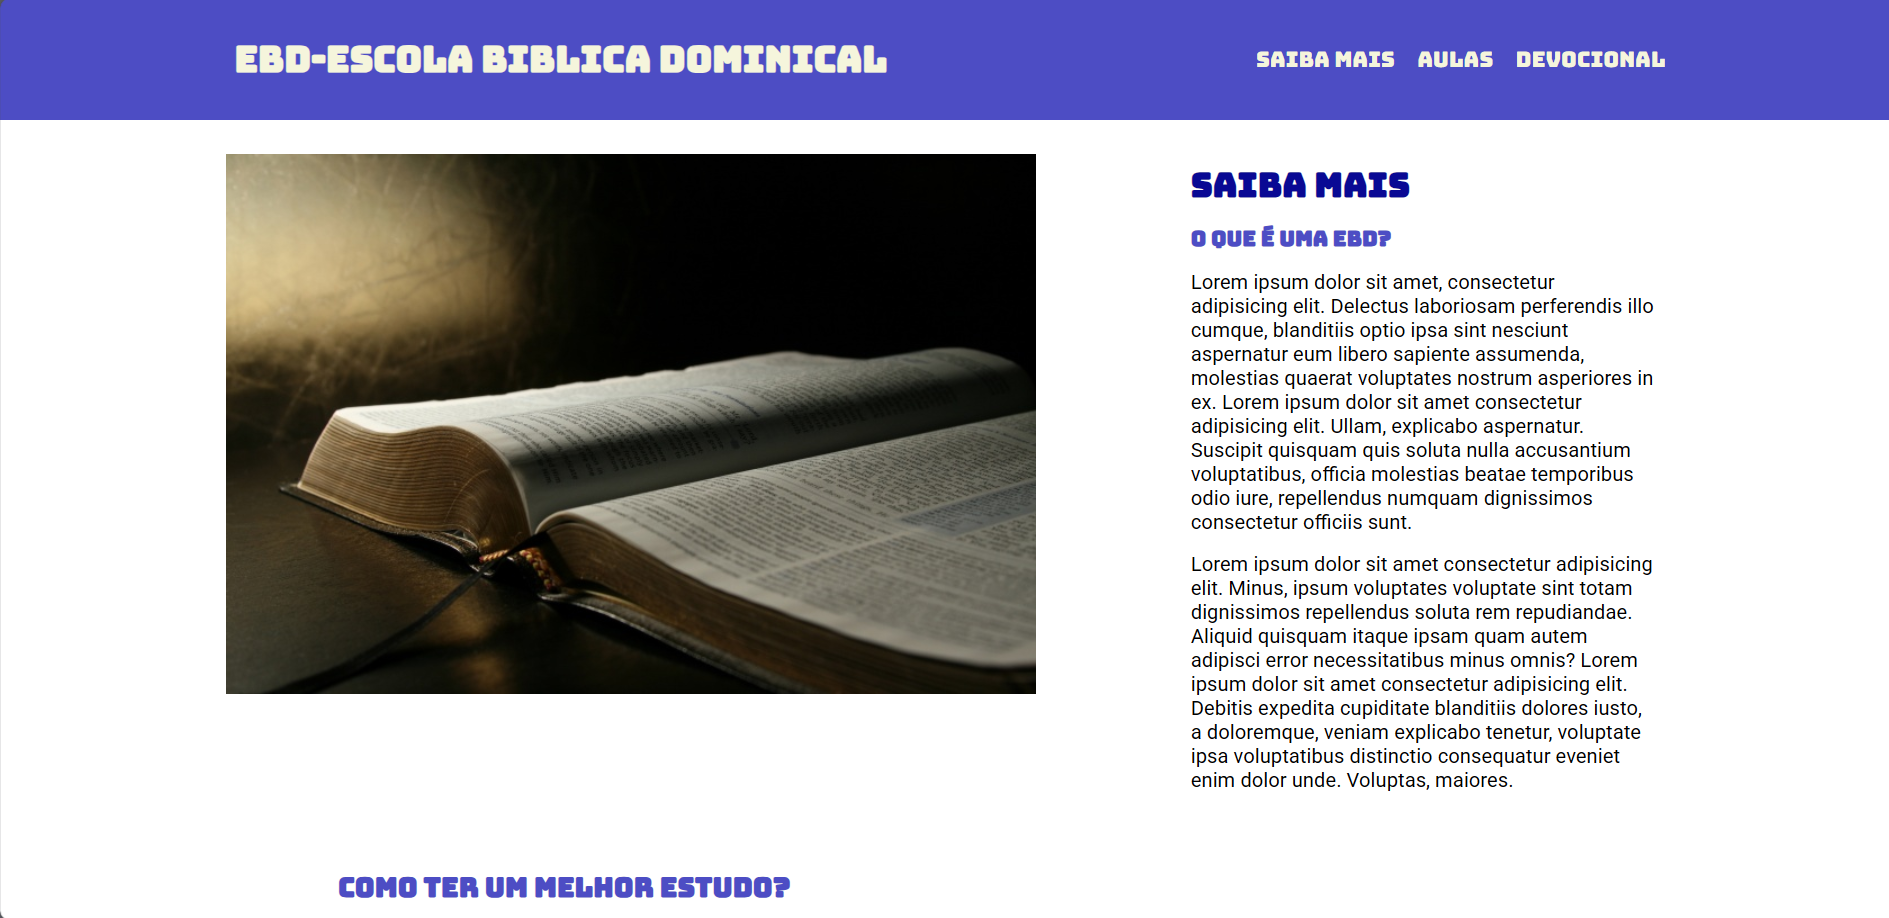 EBD-ESCOLA BIBLICA DOMINICAL
SAIBA MAIS AULAS DEVOCIONAL
SAIBA MAIS
O QUE É UMA EBD?
Lorem ipsum dolor sit amet, consectetur
adipisicing elit. Delectus laboriosam perferendis illo
cumque, blanditiis optio ipsa sint nesciunt
aspernatur eum libero sapiente assumenda,
molestias quaerat voluptates nostrum asperiores in
ex. Lorem ipsum dolor sit amet consectetur
adipisicing elit. Ullam, explicabo aspernatur.
Suscipit quisquam quis soluta nulla accusantium
voluptatibus, officia molestias beatae temporibus
odio iure, repellendus numquam dignissimos
consectetur officiis sunt.
Lorem ipsum dolor sit amet consectetur adipisicing
elit. Minus, ipsum voluptates voluptate sint totam
dignissimos repellendus soluta rem repudiandae.
Aliquid quisquam itaque ipsam quam autem
adipisci error necessitatibus minus omnis? Lorem
ipsum dolor sit amet consectetur adipisicing elit.
Debitis expedita cupiditate blanditiis dolores iusto,
a doloremque, veniam explicabo tenetur, voluptate
ipsa voluptatibus distinctio consequatur eveniet
enim dolor unde. Voluptas, maiores.
COMO TER UM MELHOR ESTUDO?